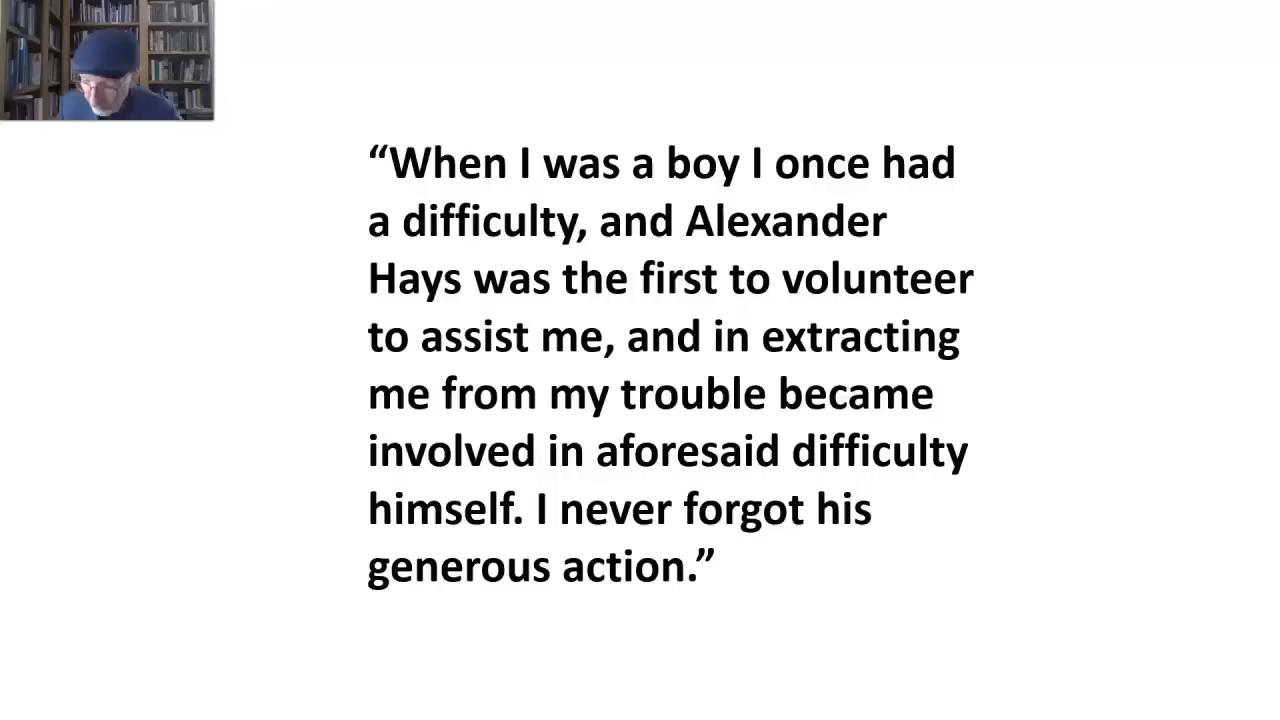 “When I was a boy I once had
a difficulty, and Alexander
Hays was the first to volunteer
to assist me, and in extracting
me from my trouble became
involved in aforesaid difficulty
himself. I never forgot his
generous action.”